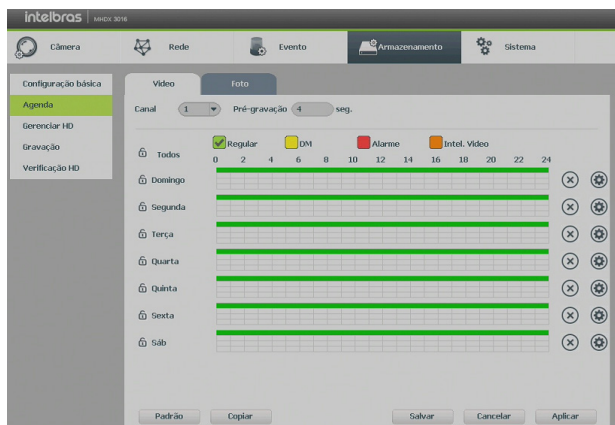 intelbras | MHDX 3016
Câmera Rede Evento Armazenamento Sistema
Configuração básica
Agenda
Gerenciar HD
Gravação
Verificação HD
Vídeo Foto
Canal 1 Pré-gravação 4 seg.
Regular DM Alarme Intel. Vídeo
Todos
0 2 4 6 8 10 12 14 16 18 20 22 24
Domingo
Segunda
Terça
Quarta
Quinta
Sexta
Sáb
Padrão Copiar Salvar Cancelar Aplicar